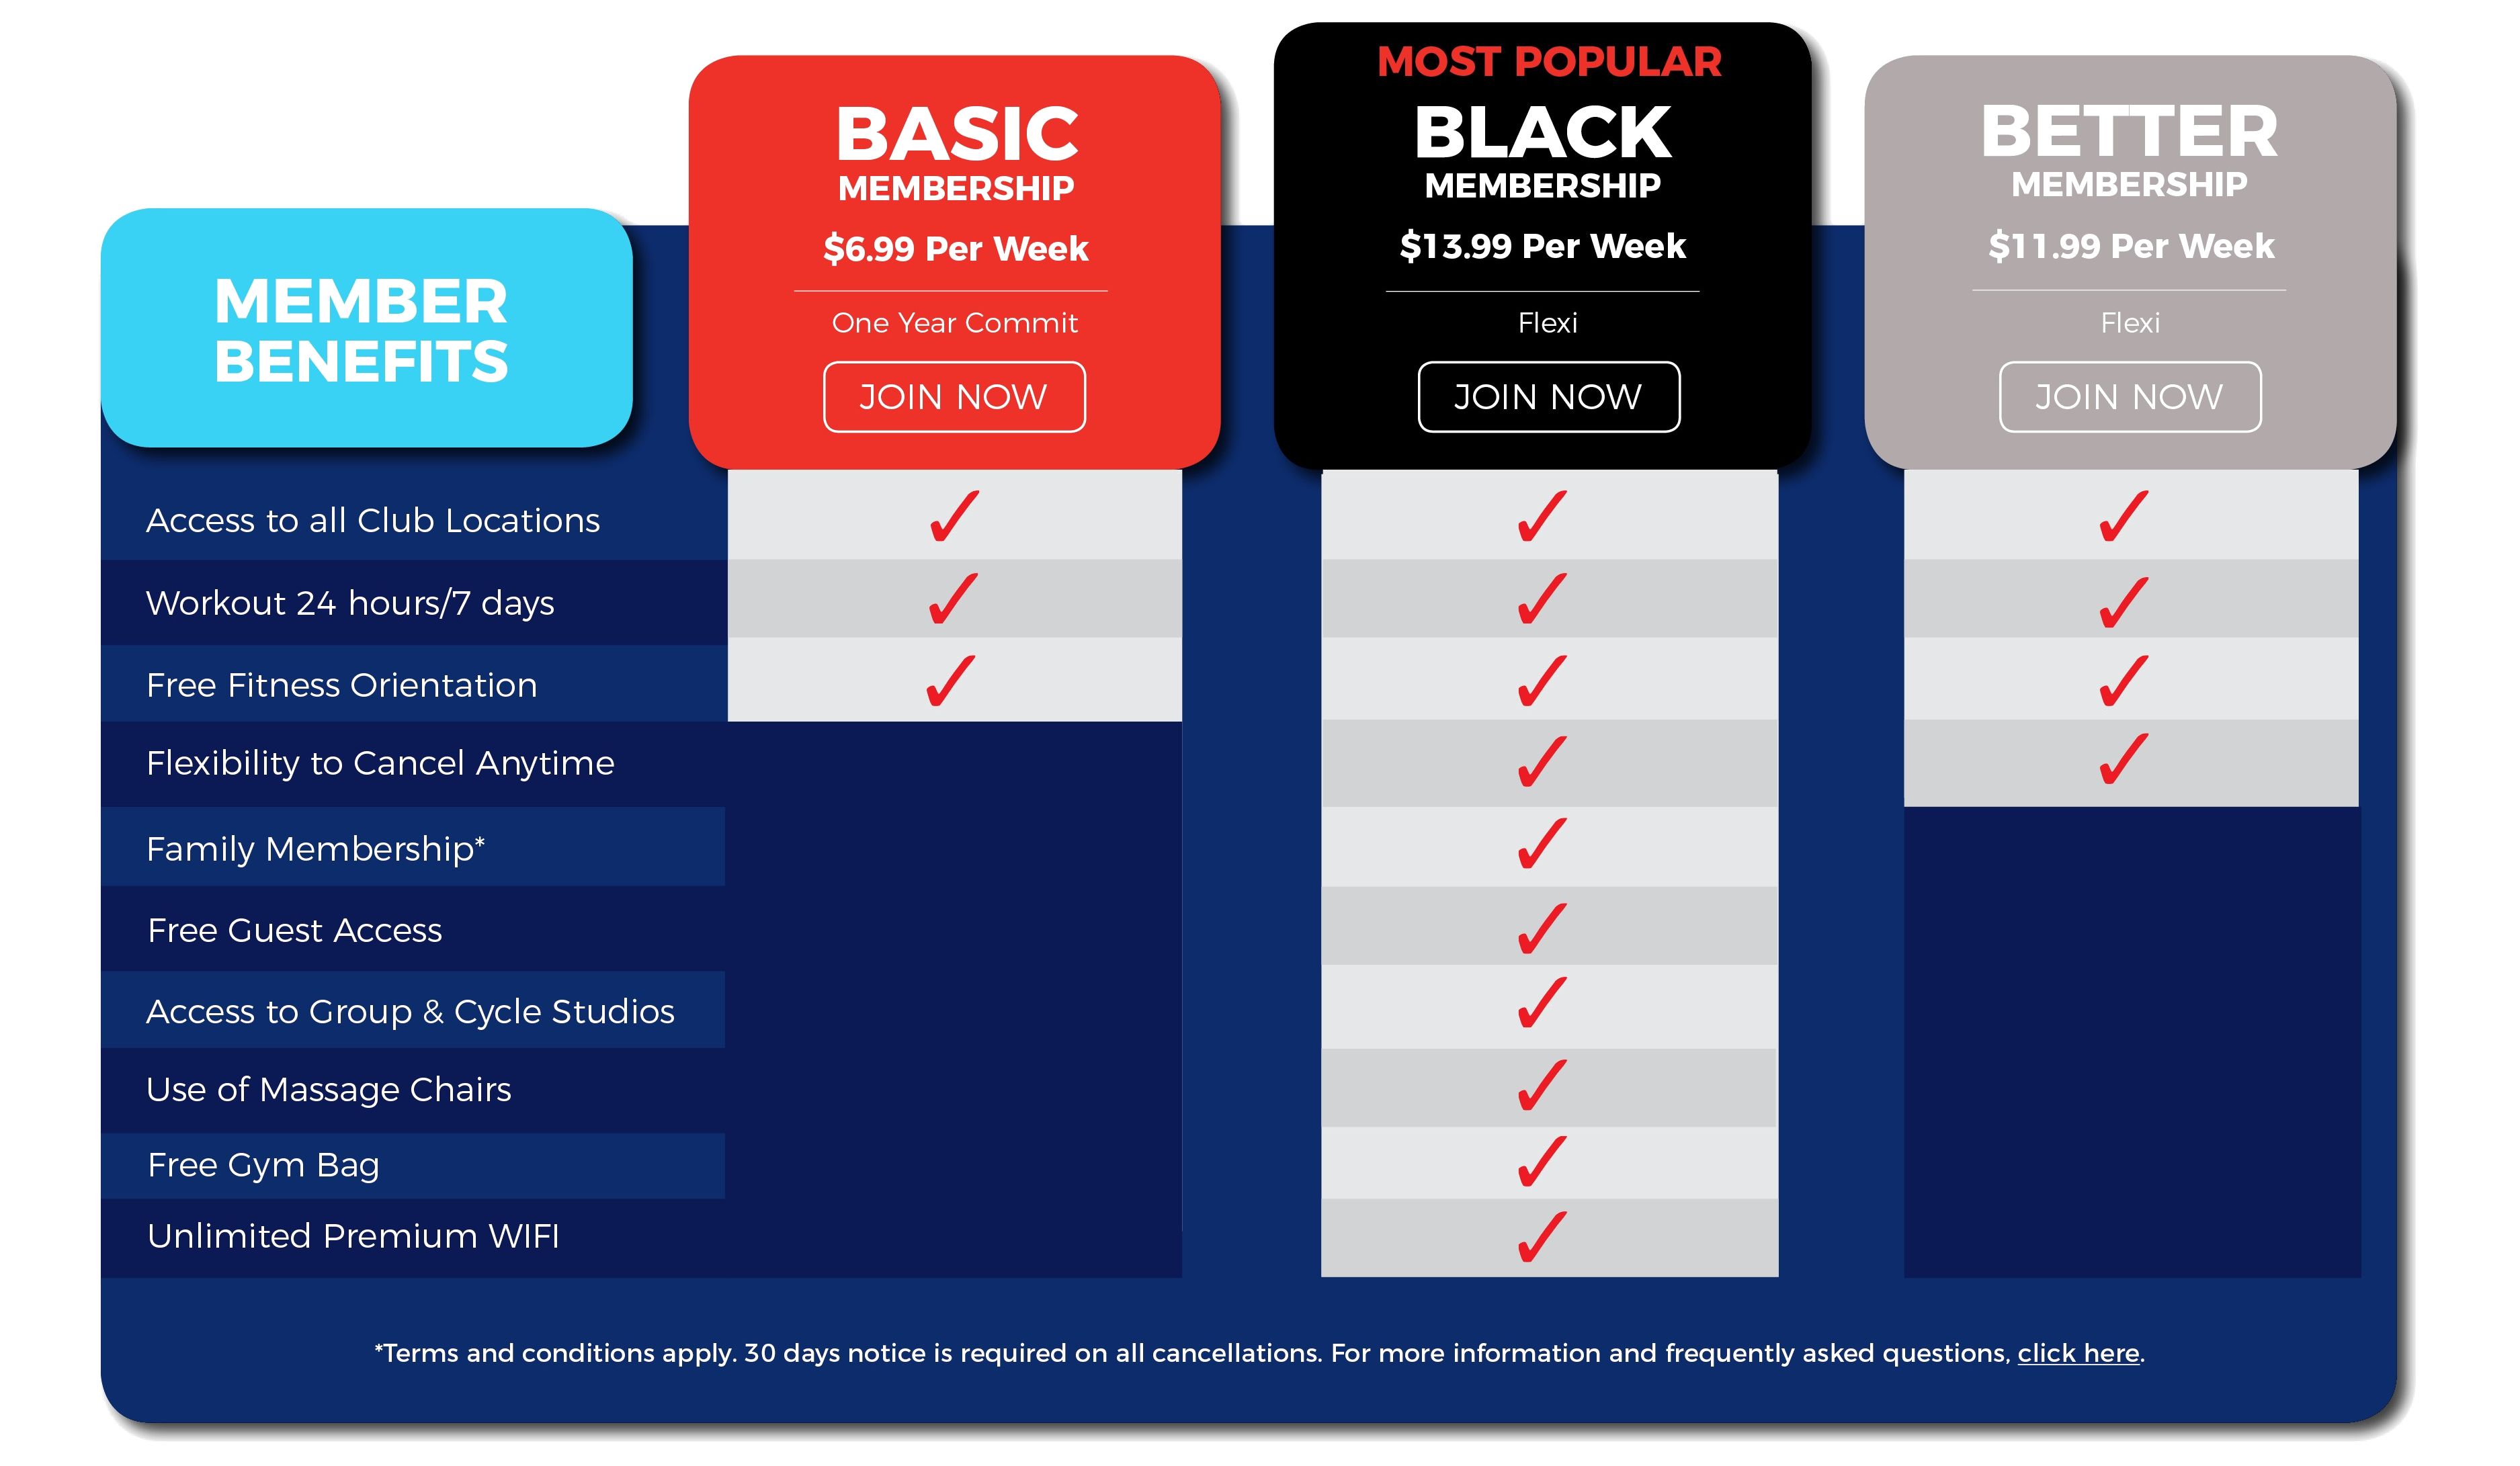 MOST POPULAR
BASIC
MEMBERSHIP
$6.99 Per Week
One Year Commit
JOIN NOW
BLACK
MEMBERSHIP
$13.99 Per Week
Flexi
JOIN NOW
BETTER
MEMBERSHIP
$11.99 Per Week
Flexi
JOIN NOW
MEMBER
BENEFITS
Access to all Club Locations
Workout 24 hours/7 days
Free Fitness Orientation
Flexibility to Cancel Anytime
Family Membership*
Free Guest Access
Access to Group & Cycle Studios
Use of Massage Chairs
Free Gym Bag
Unlimited Premium WIFI
*Terms and conditions apply. 30 days notice is required on all cancellations. For more information and frequently asked questions, click here.